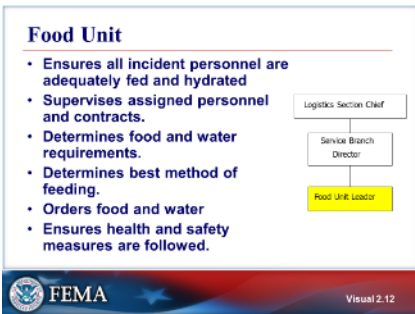 Food Unit
• Ensures all incident personnel are
adequately fed and hydrated
• Supervises assigned personnel
and contracts.
• Determines food and water
requirements.
• Determines best method of
feeding.
• Orders food and water
• Ensures health and safety
measures are followed.
Logistics Section Chief
Service Branch
Director
Food Unit Leader
FEMA
Visual 2.12